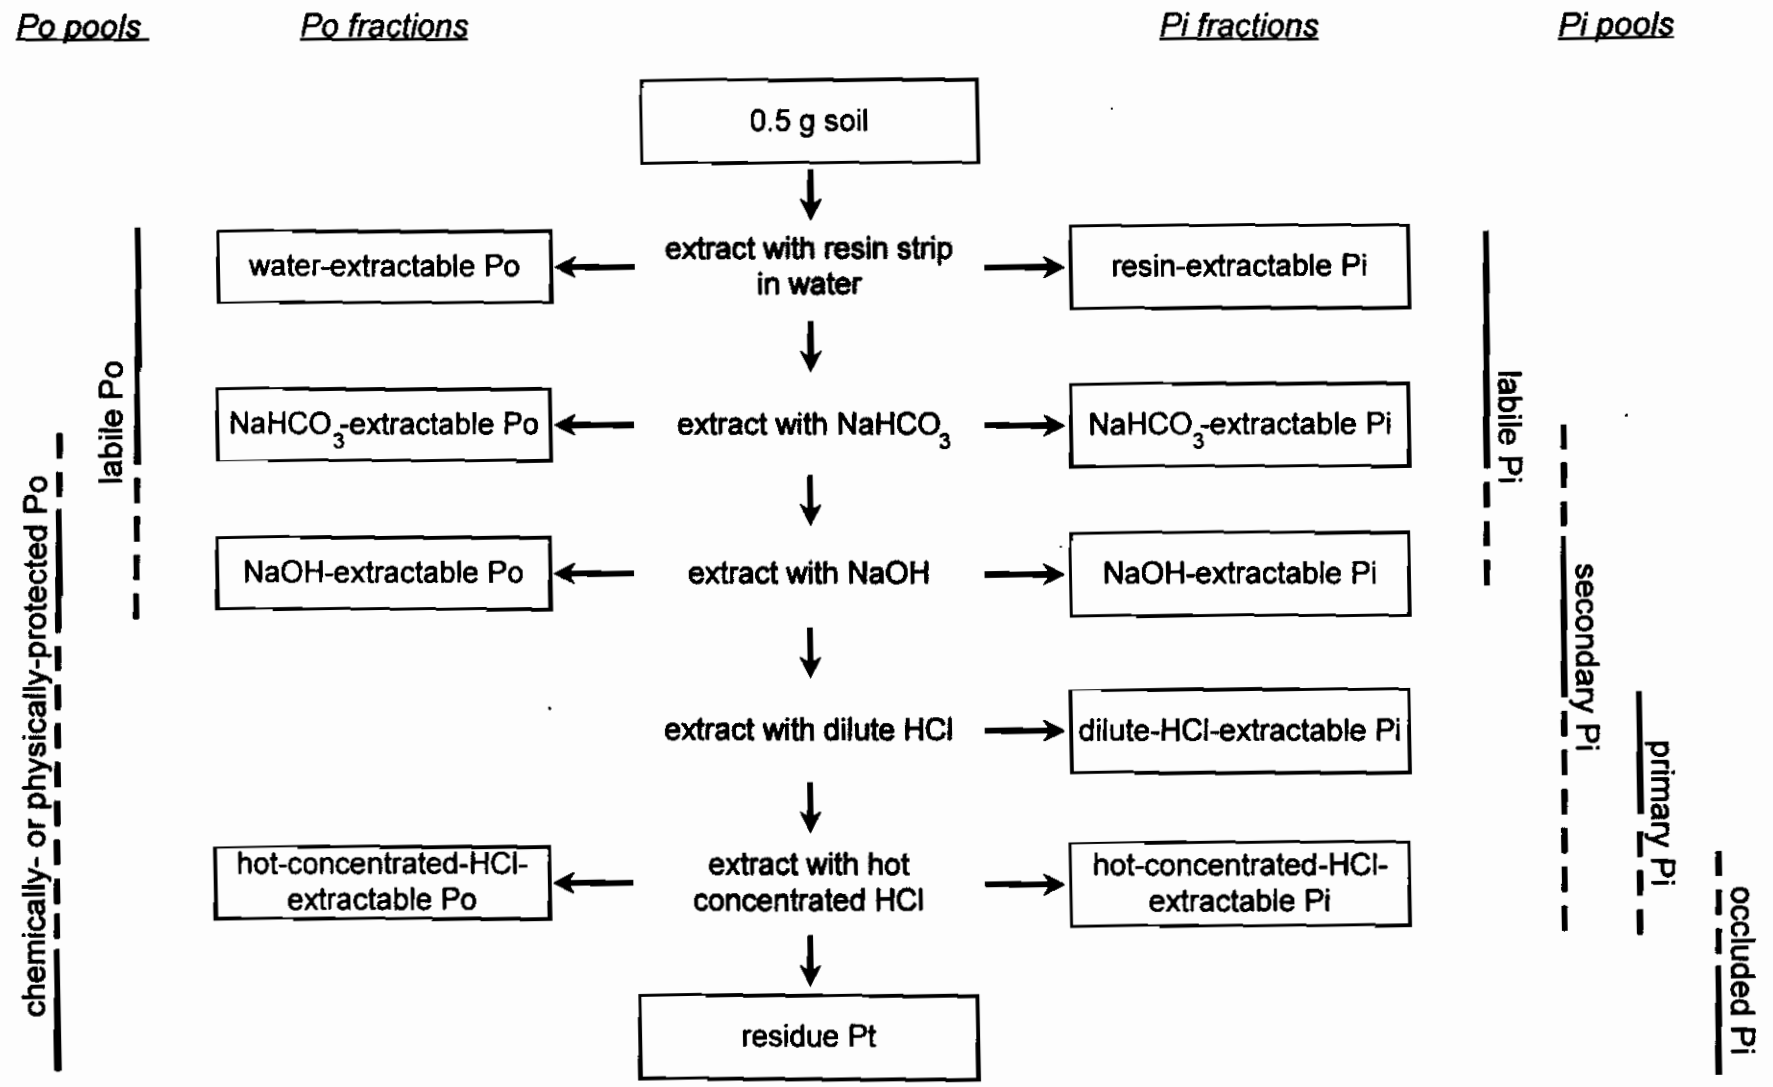 Po pools
Po fractions
Pi fractions
Pi pools
0.5 g soil
extract with resin strip
in water
water-extractable Po
resin-extractable Pi
extract with NaHCO3
NaHCO3-extractable Po
NaHCO3-extractable Pi
extract with NaOH
NaOH-extractable Po
NaOH-extractable Pi
extract with dilute HCl
dilute-HCl-extractable Pi
extract with hot
concentrated HCl
hot-concentrated-HCl-
extractable Po
hot-concentrated-HCl-
extractable Pi
residue Pt
chemically- or physically-protected Po
labile Po
labile Pi
secondary Pi
primary Pi
occluded Pi